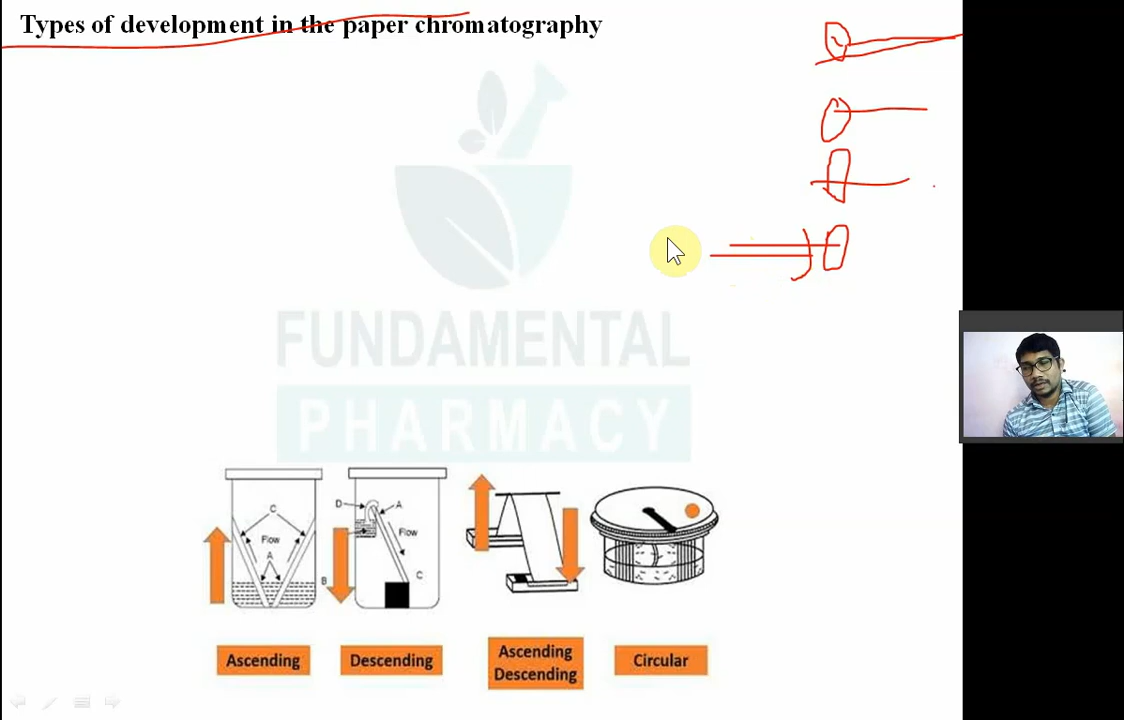 Types of development in the paper chromatography
FUNDAMENTAL
PHARMACY
C
Flow
A
D
A
Flow
B
C
Ascending
Descending
Ascending
Descending
Circular